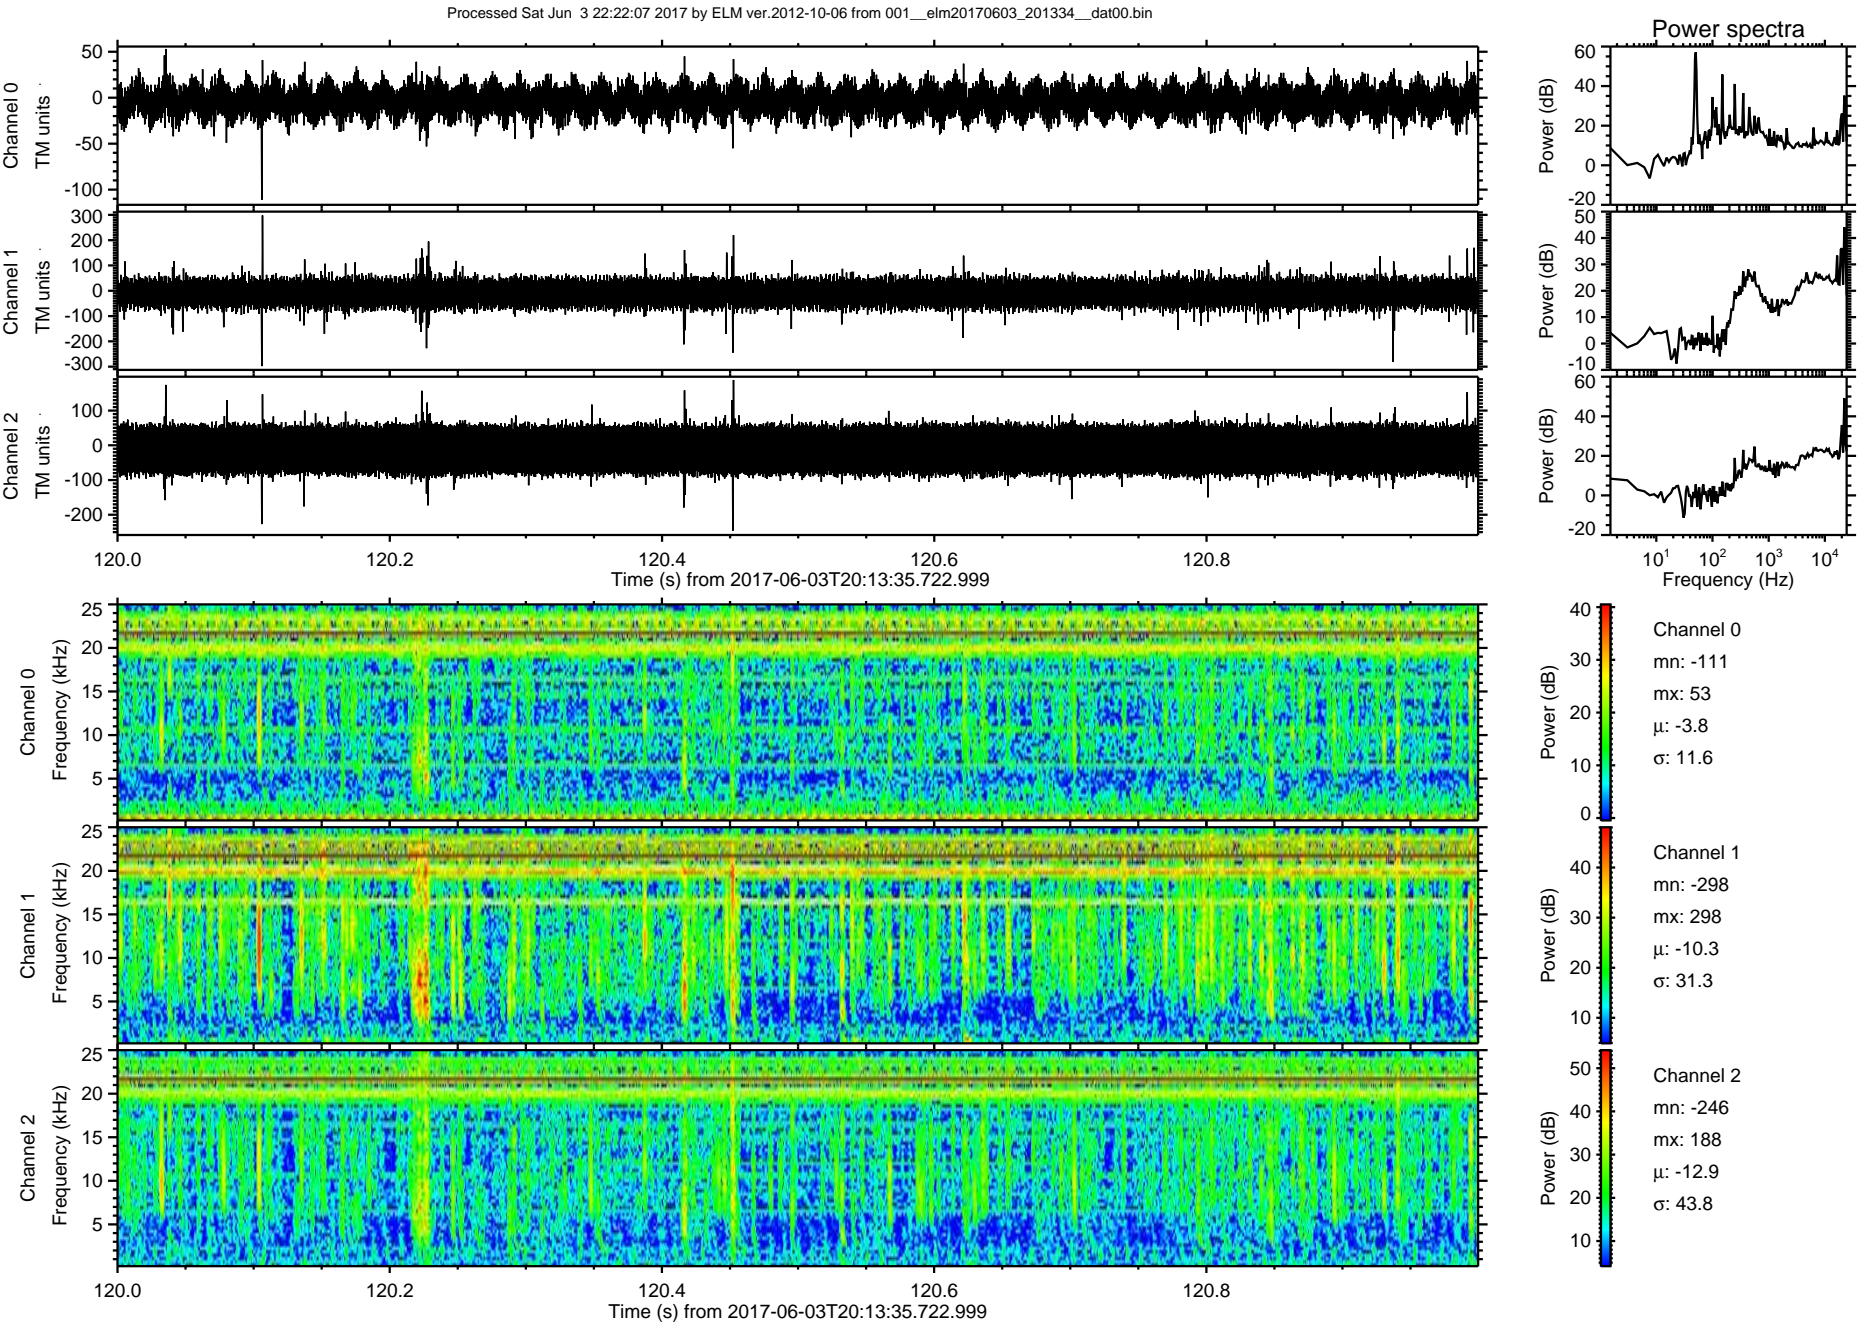 Processed Sat Jun  3 22:22:07 2017 by ELM ver.2012-10-06 from 001__elm20170603_201334__dat00.bin
Power spectra
Channel 0
TM units
50
0
-50
-100
Power (dB)
60
40
20
0
-20
Channel 1
TM units
300
200
100
0
-100
-200
-300
Power (dB)
50
40
30
20
10
0
-10
Channel 2
TM units
100
0
-100
-200
Power (dB)
60
40
20
0
-20
120.0 120.2 120.4 120.6 120.8
Time (s) from 2017-06-03T20:13:35.722.999
10¹ 10² 10³ 10⁴
Frequency (Hz)
Channel 0
Frequency (kHz)
25
20
15
10
5
Power (dB)
40
30
20
10
0
Channel 0
mn: -111
mx: 53
μ: -3.8
σ: 11.6
Channel 1
Frequency (kHz)
25
20
15
10
5
Power (dB)
40
30
20
10
Channel 1
mn: -298
mx: 298
μ: -10.3
σ: 31.3
Channel 2
Frequency (kHz)
25
20
15
10
5
Power (dB)
50
40
30
20
10
Channel 2
mn: -246
mx: 188
μ: -12.9
σ: 43.8
120.0 120.2 120.4 120.6 120.8
Time (s) from 2017-06-03T20:13:35.722.999